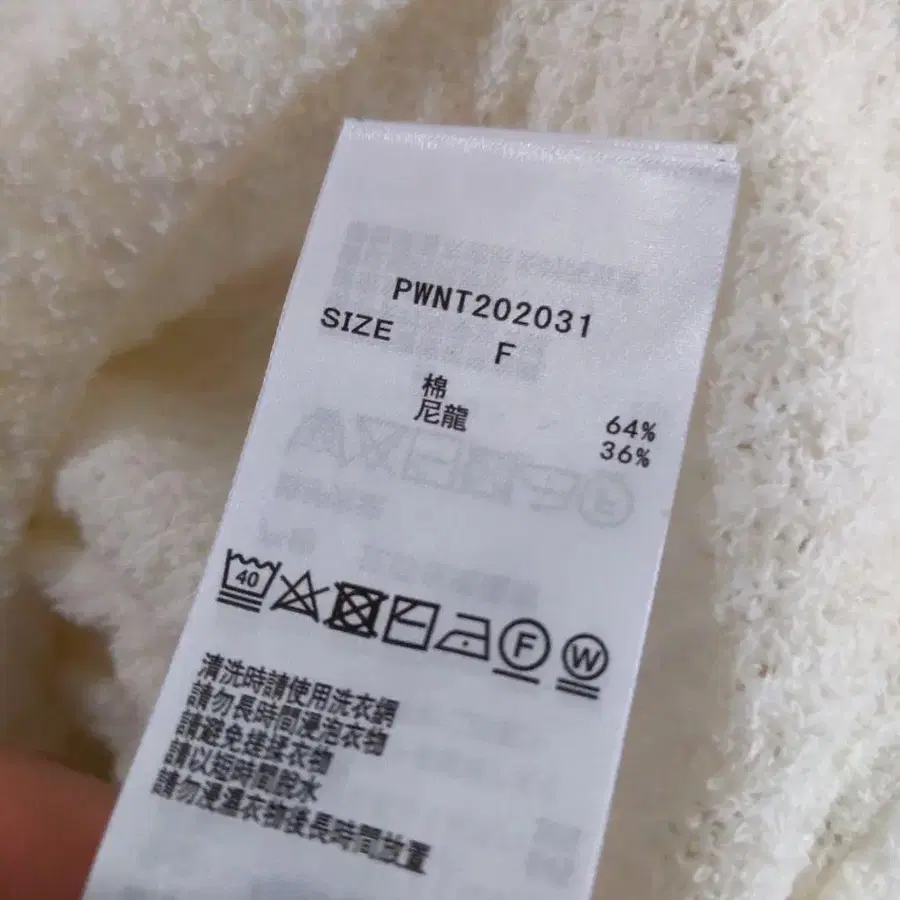 PWNT202031
SIZE F
棉 64%
尼龍 36%
40 F W
清洗時請使用洗衣網
請勿長時間浸泡衣物
請避免搓揉衣物
請以短時間脫水
請勿浸溫衣物後長時間放置